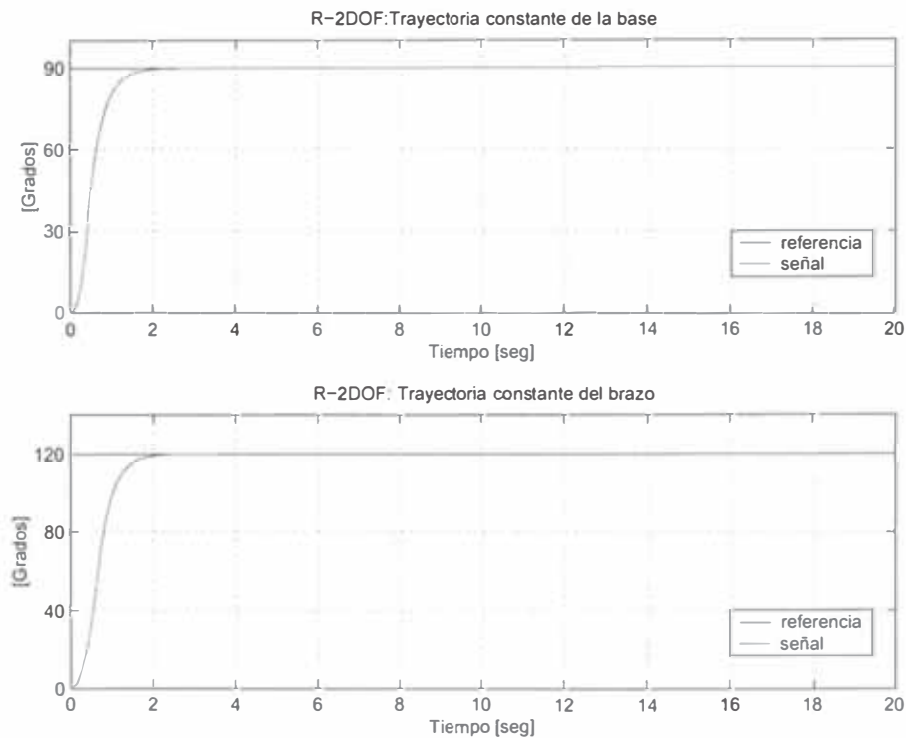 R-2DOF:Trayectoria constante de la base
90
60
30
0
[Grados]
referencia
señal
0 2 4 6 8 10 12 14 16 18 20
Tiempo [seg]
R-2DOF: Trayectoria constante del brazo
120
80
40
0
[Grados]
referencia
señal
0 2 4 6 8 10 12 14 16 18 20
Tiempo [seg]